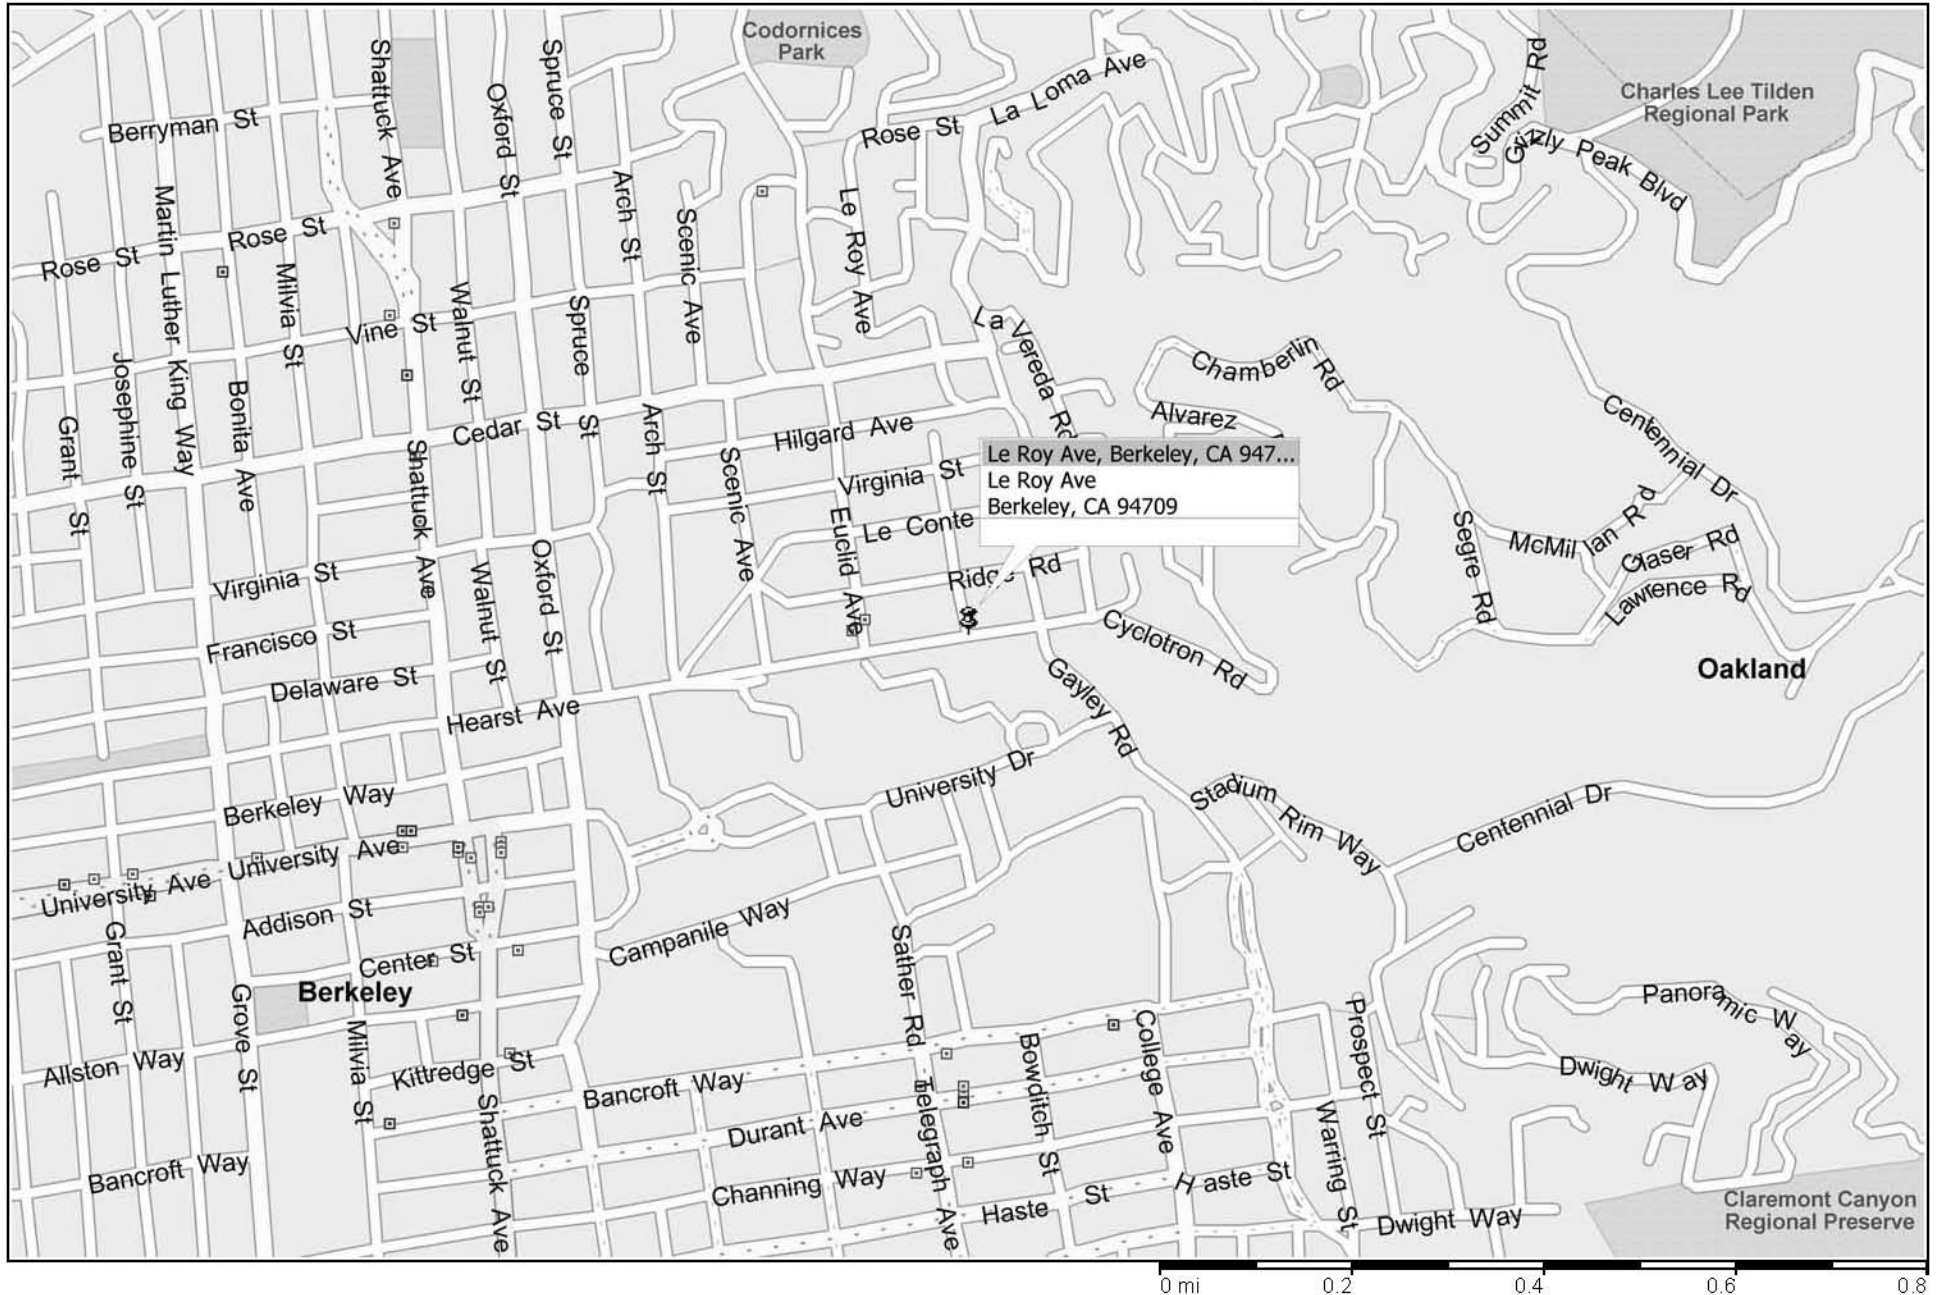 Codornices
Park
Charles Lee Tilden
Regional Park
Shattuck Ave
Oxford St
Spruce St
La Loma Ave
Summit Rd
Grizzly Peak Blvd
Berryman St
Rose St
Arch St
Martin Luther King Way
Le Roy Ave
Scenic Ave
Rose St
Rose St
Milvia St
Walnut St
Vine St
Spruce St
La Vereda Rd
Chamberlin Rd
Josephine St
Bonita Ave
Grant St
Cedar St
Arch St
Hilgard Ave
Alvarez
Centennial Dr
Shattuck Ave
Scenic Ave
Virginia St
Le Roy Ave, Berkeley, CA 947...
Le Roy Ave
Berkeley, CA 94709
Euclid Ave
Le Conte
Segre Rd
McMillan Rd
Glaser Rd
Lawrence Rd
Virginia St
Walnut St
Oxford St
Ridge Rd
Francisco St
Cyclotron Rd
Delaware St
Gayley Rd
Oakland
Hearst Ave
University Dr
Berkeley Way
Stadium Rim Way
Centennial Dr
University Ave
University Ave
Addison St
Campanile Way
Grant St
Center St
Sather Rd
Berkeley
Grove St
Milvia St
Panoramic Way
Prospect St
Allston Way
Kittredge St
Bancroft Way
Bowditch St
College Ave
Dwight Way
Shattuck Ave
Durant Ave
Telegraph Ave
Warring St
Bancroft Way
Channing Way
Haste St
Haste St
Dwight Way
Claremont Canyon
Regional Preserve
0 mi 0.2 0.4 0.6 0.8